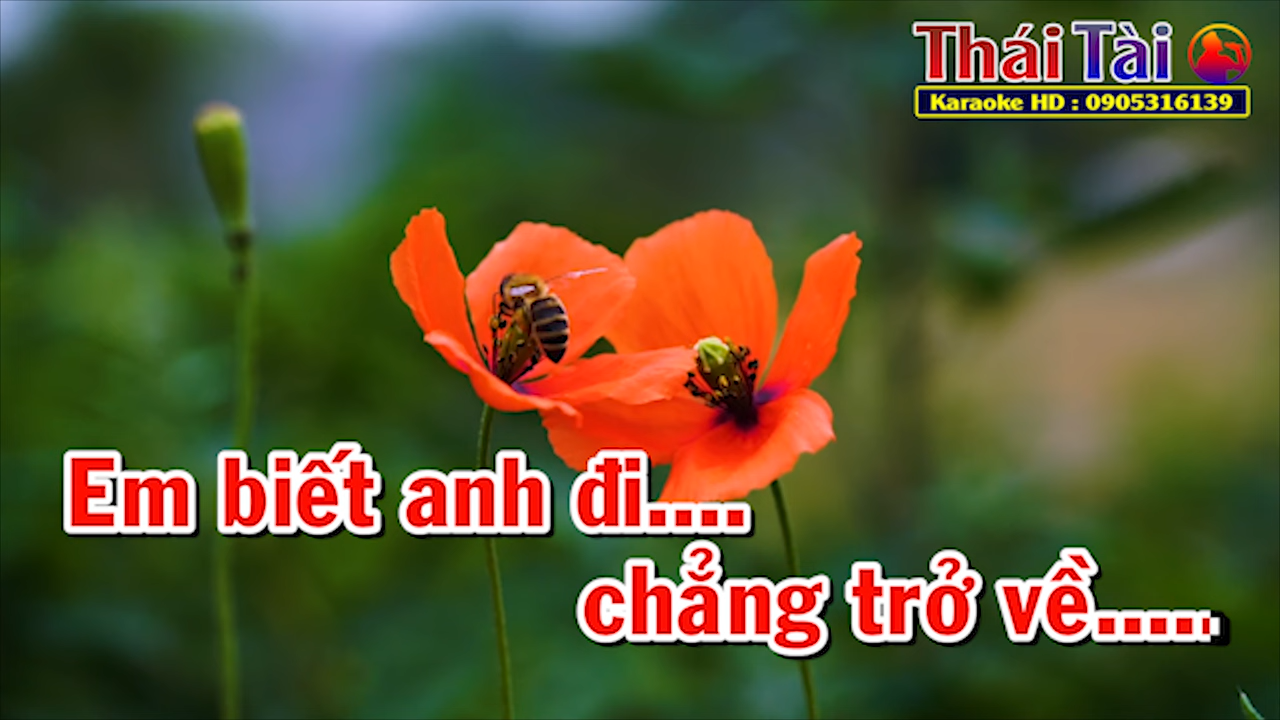 Thái Tài
Karaoke HD : 0905316139
Em biết anh đi....
chẳng trở về.....